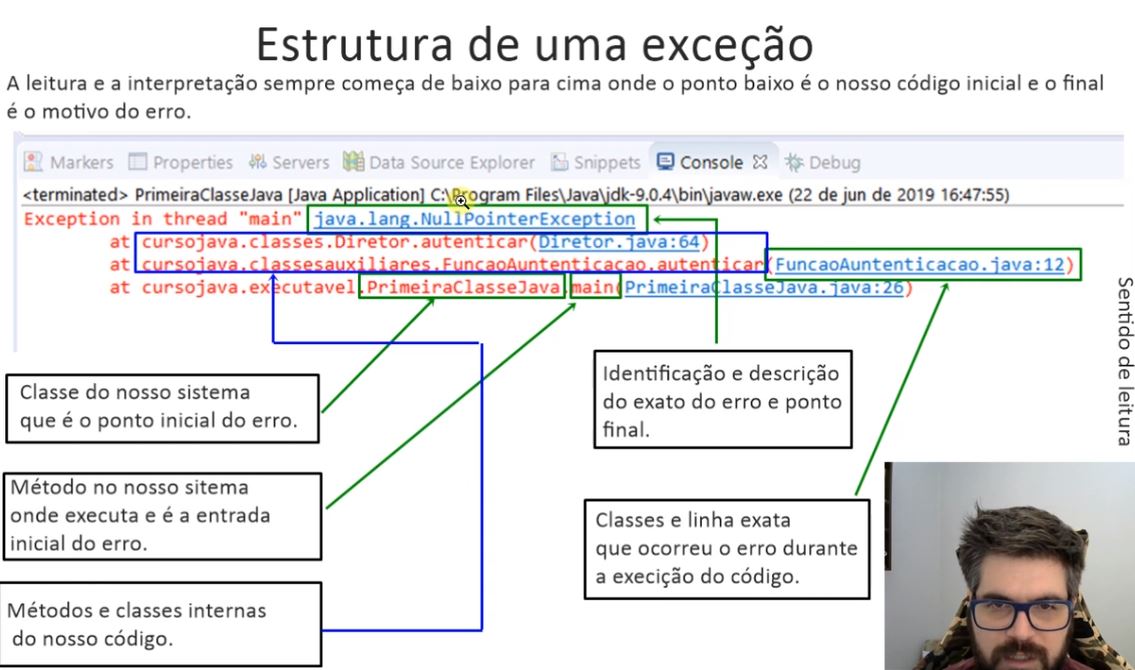 Estrutura de uma exceção
A leitura e a interpretação sempre começa de baixo para cima onde o ponto baixo é o nosso código inicial e o final
é o motivo do erro.
Markers Properties Servers Data Source Explorer Snippets Console Debug
<terminated> PrimeiraClasseJava [Java Application] C:\Program Files\Java\jdk-9.0.4\bin\javaw.exe (22 de jun de 2019 16:47:55)
Exception in thread "main" java.lang.NullPointerException
at cursojava.classes.Diretor.autenticar(Diretor.java:64)
at cursojava.classesauxiliares.FuncaoAuntenticacao.autenticar(FuncaoAuntenticacao.java:12)
at cursojava.executavel.PrimeiraClasseJava.main(PrimeiraClasseJava.java:26)
Sentido de leitura
Classe do nosso sistema
que é o ponto inicial do erro.
Identificação e descrição
do exato do erro e ponto
final.
Método no nosso sitema
onde executa e é a entrada
inicial do erro.
Classes e linha exata
que ocorreu o erro durante
a execição do código.
Métodos e classes internas
do nosso código.